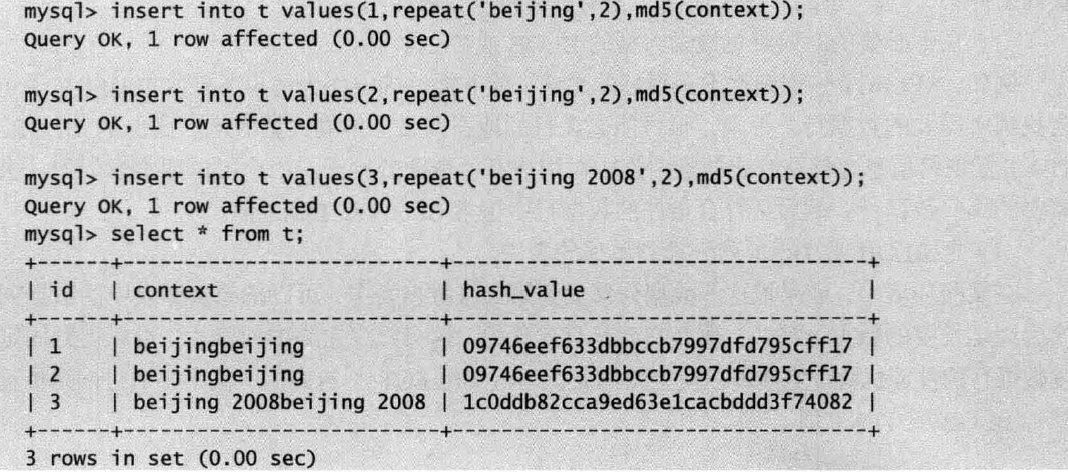 mysql> insert into t values(1,repeat('beijing',2),md5(context));
Query OK, 1 row affected (0.00 sec)
mysql> insert into t values(2,repeat('beijing',2),md5(context));
Query OK, 1 row affected (0.00 sec)
mysql> insert into t values(3,repeat('beijing 2008',2),md5(context));
Query OK, 1 row affected (0.00 sec)
mysql> select * from t;
+------+---------------------------+----------------------------------+
| id | context | hash_value |
+------+---------------------------+----------------------------------+
| 1 | beijingbeijing | 09746eef633dbbccb7997dfd795cff17 |
| 2 | beijingbeijing | 09746eef633dbbccb7997dfd795cff17 |
| 3 | beijing 2008beijing 2008 | 1c0ddb82cca9ed63e1cacbddd3f74082 |
+------+---------------------------+----------------------------------+
3 rows in set (0.00 sec)